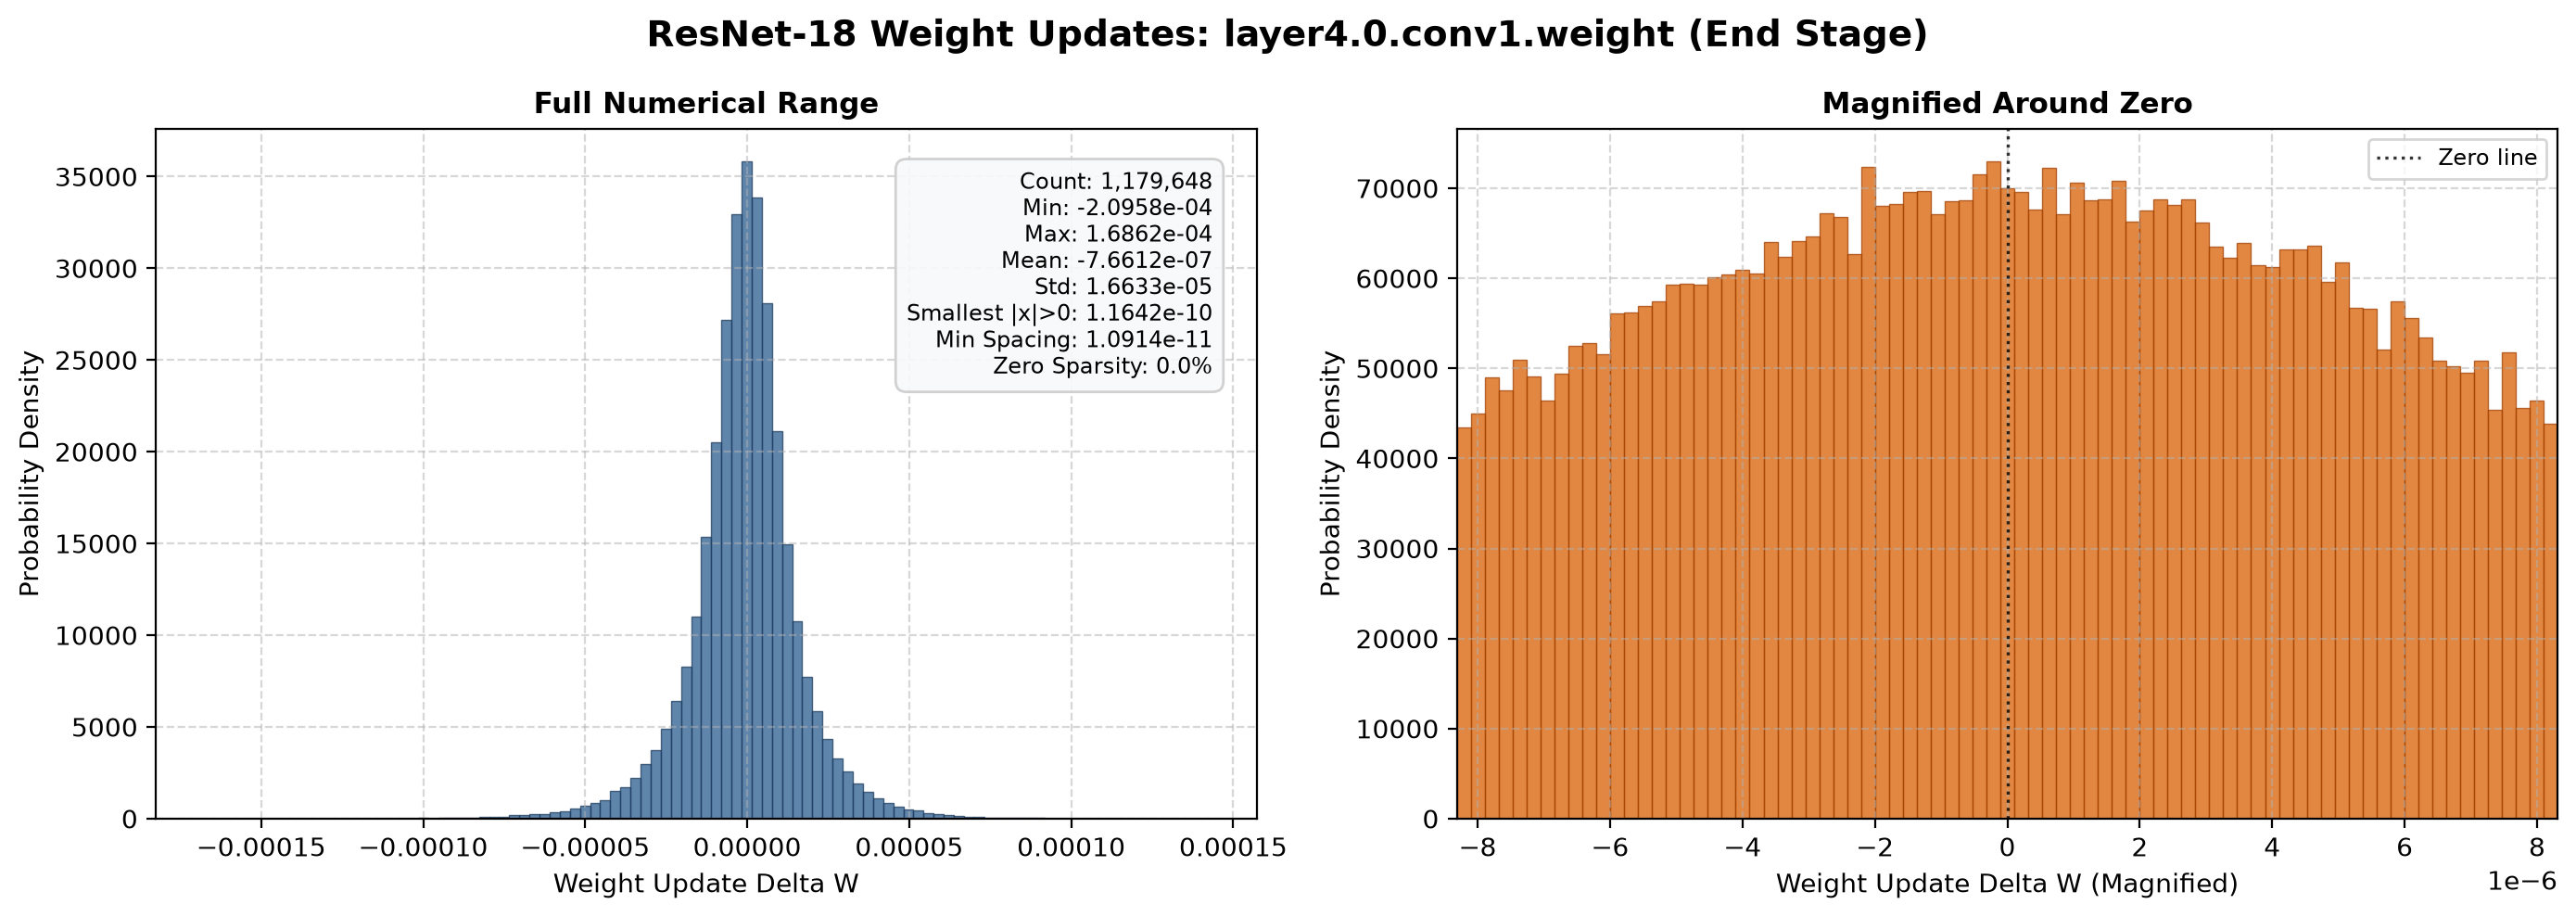 ResNet-18 Weight Updates: layer4.0.conv1.weight (End Stage)
Full Numerical Range
Probability Density
35000
30000
25000
20000
15000
10000
5000
0
Count: 1,179,648
Min: -2.0958e-04
Max: 1.6862e-04
Mean: -7.6612e-07
Std: 1.6633e-05
Smallest |x|>0: 1.1642e-10
Min Spacing: 1.0914e-11
Zero Sparsity: 0.0%
−0.00015 −0.00010 −0.00005 0.00000 0.00005 0.00010 0.00015
Weight Update Delta W
Magnified Around Zero
Probability Density
70000
60000
50000
40000
30000
20000
10000
0
Zero line
−8 −6 −4 −2 0 2 4 6 8
1e−6
Weight Update Delta W (Magnified)